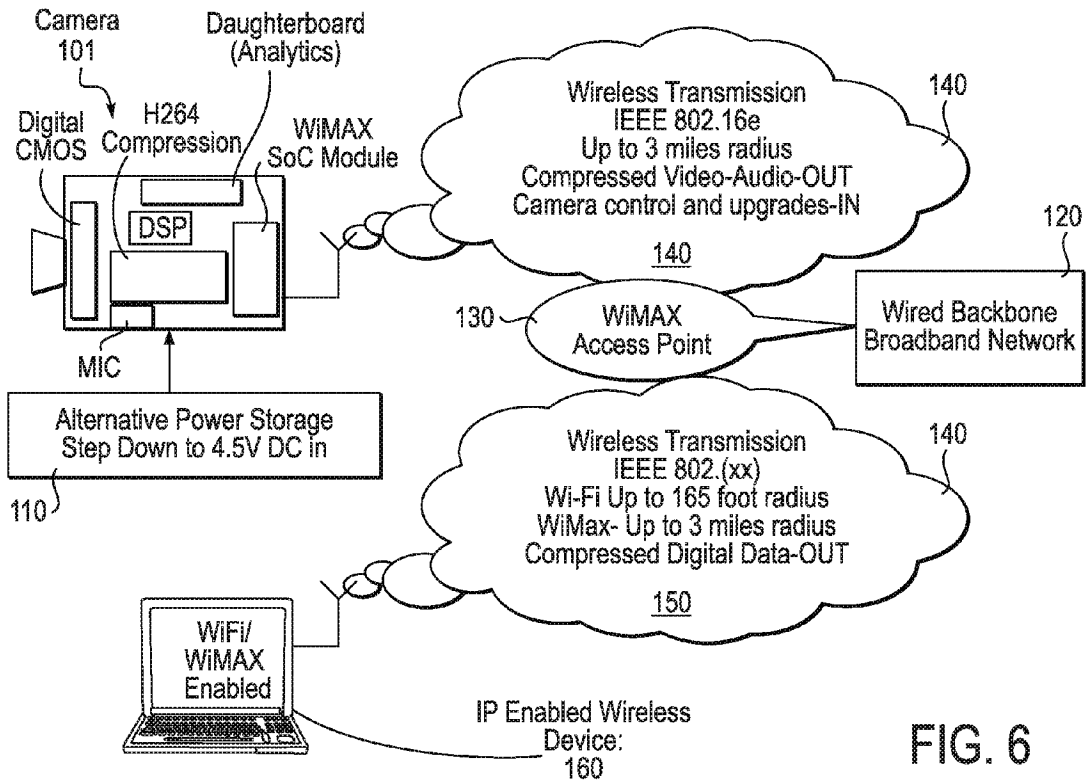 Camera
101
Daughterboard
(Analytics)
Digital
CMOS
H264
Compression
WiMAX
SoC Module
DSP
MIC
Alternative Power Storage
Step Down to 4.5V DC in
110
Wireless Transmission
IEEE 802.16e
Up to 3 miles radius
Compressed Video-Audio-OUT
Camera control and upgrades-IN
140
140
130
WiMAX
Access Point
120
Wired Backbone
Broadband Network
Wireless Transmission
IEEE 802.(xx)
Wi-Fi Up to 165 foot radius
WiMax- Up to 3 miles radius
Compressed Digital Data-OUT
150
140
WiFi/
WiMAX
Enabled
IP Enabled Wireless
Device:
160
FIG. 6